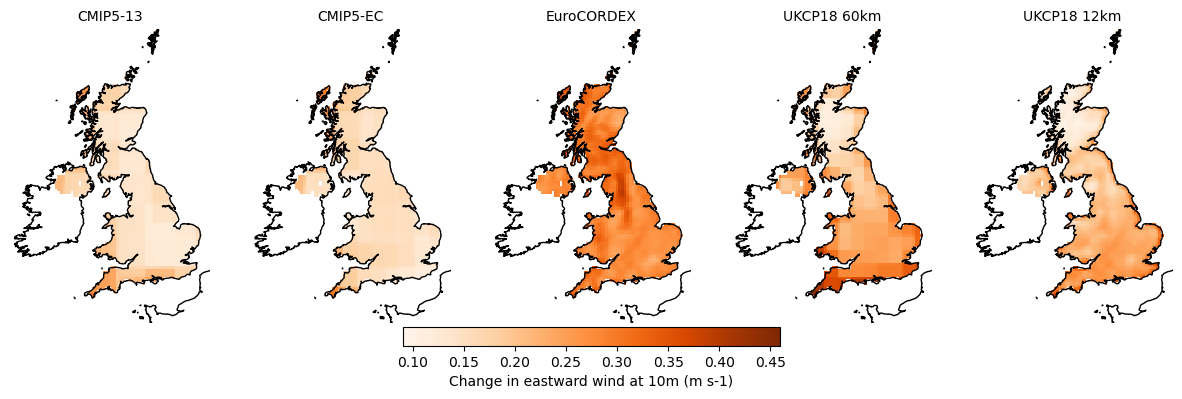 CMIP5-13 CMIP5-EC EuroCORDEX UKCP18 60km UKCP18 12km
0.10 0.15 0.20 0.25 0.30 0.35 0.40 0.45
Change in eastward wind at 10m (m s-1)